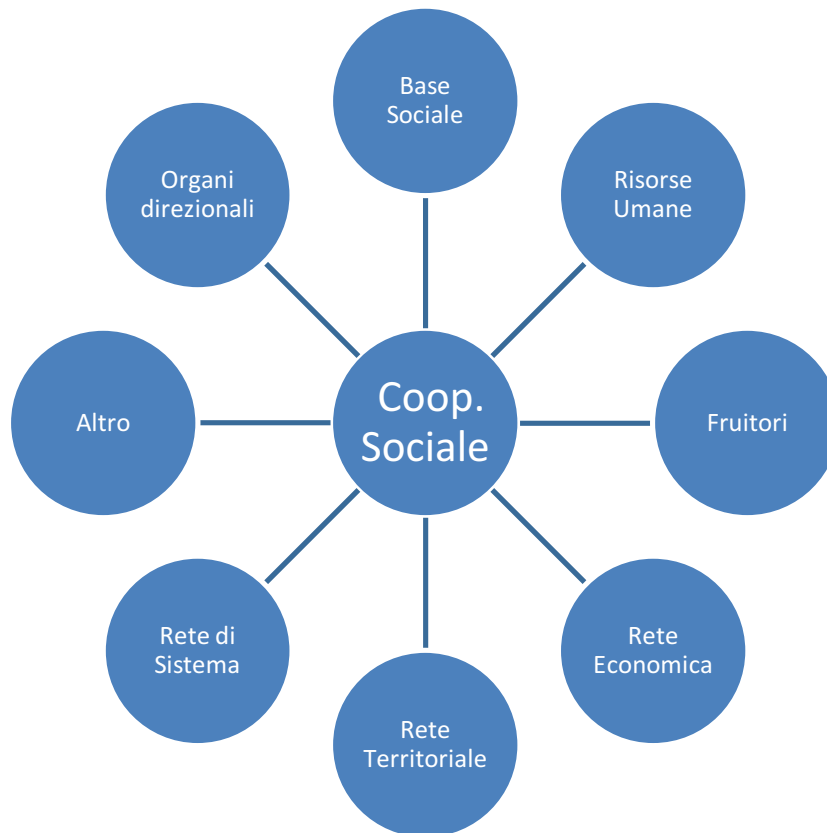 Base
Sociale
Organi
direzionali
Risorse
Umane
Altro
Coop.
Sociale
Fruitori
Rete di
Sistema
Rete
Economica
Rete
Territoriale